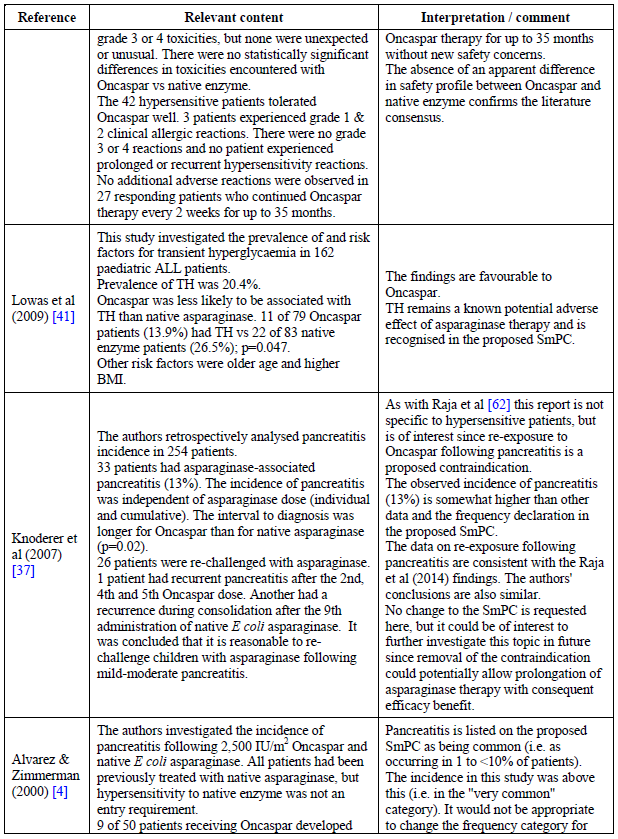 Reference Relevant content Interpretation / comment
grade 3 or 4 toxicities, but none were unexpected
or unusual. There were no statistically significant
differences in toxicities encountered with
Oncaspar vs native enzyme.
The 42 hypersensitive patients tolerated
Oncaspar well. 3 patients experienced grade 1 &
2 clinical allergic reactions. There were no grade
3 or 4 reactions and no patient experienced
prolonged or recurrent hypersensitivity reactions.
No additional adverse reactions were observed in
27 responding patients who continued Oncaspar
therapy every 2 weeks for up to 35 months.
Oncaspar therapy for up to 35 months
without new safety concerns.
The absence of an apparent difference
in safety profile between Oncaspar and
native enzyme confirms the literature
consensus.
Lowas et al
(2009) [41]
This study investigated the prevalence of and risk
factors for transient hyperglycaemia in 162
paediatric ALL patients.
Prevalence of TH was 20.4%.
Oncaspar was less likely to be associated with
TH than native asparaginase. 11 of 79 Oncaspar
patients (13.9%) had TH vs 22 of 83 native
enzyme patients (26.5%); p=0.047.
Other risk factors were older age and higher
BMI.
The findings are favourable to
Oncaspar.
TH remains a known potential adverse
effect of asparaginase therapy and is
recognised in the proposed SmPC.
Knoderer et
al (2007)
[37]
The authors retrospectively analysed pancreatitis
incidence in 254 patients.
33 patients had asparaginase-associated
pancreatitis (13%). The incidence of pancreatitis
was independent of asparaginase dose (individual
and cumulative). The interval to diagnosis was
longer for Oncaspar than for native asparaginase
(p=0.02).
26 patients were re-challenged with asparaginase.
1 patient had recurrent pancreatitis after the 2nd,
4th and 5th Oncaspar dose. Another had a
recurrence during consolidation after the 9th
administration of native E coli asparaginase. It
was concluded that it is reasonable to re-
challenge children with asparaginase following
mild-moderate pancreatitis.
As with Raja et al [62] this report is not
specific to hypersensitive patients, but
is of interest since re-exposure to
Oncaspar following pancreatitis is a
proposed contraindication.
The observed incidence of pancreatitis
(13%) is somewhat higher than other
data and the frequency declaration in
the proposed SmPC.
The data on re-exposure following
pancreatitis are consistent with the Raja
et al (2014) findings. The authors'
conclusions are also similar.
No change to the SmPC is requested
here, but it could be of interest to
further investigate this topic in future
since removal of the contraindication
could potentially allow prolongation of
asparaginase therapy with consequent
efficacy benefit.
Alvarez &
Zimmerman
(2000) [4]
The authors investigated the incidence of
pancreatitis following 2,500 IU/m² Oncaspar and
native E coli asparaginase. All patients had been
previously treated with native asparaginase, but
hypersensitivity to native enzyme was not an
entry requirement.
9 of 50 patients receiving Oncaspar developed
Pancreatitis is listed on the proposed
SmPC as being common (i.e. as
occurring in 1 to <10% of patients).
The incidence in this study was above
this (i.e. in the "very common"
category). It would not be appropriate
to change the frequency category for